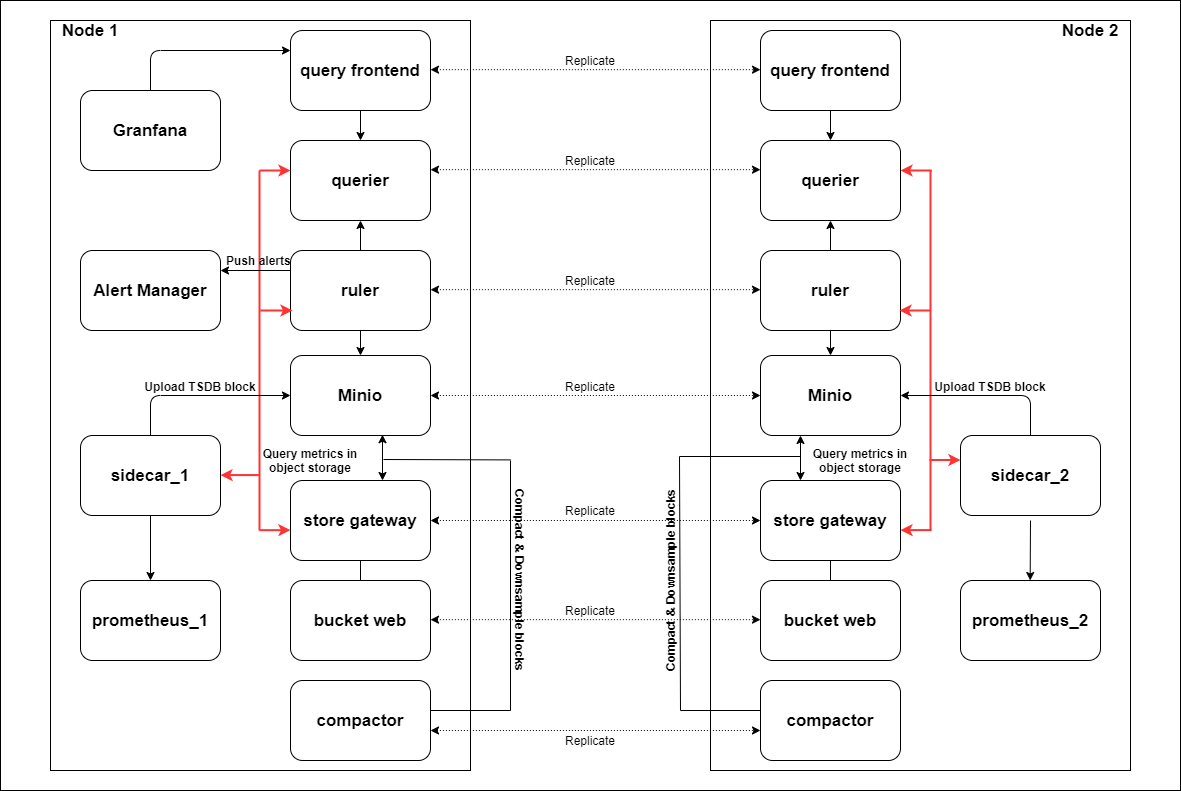 Node 1
Node 2
query frontend
Replicate
query frontend
Granfana
querier
Replicate
querier
Push alerts
Alert Manager
ruler
Replicate
ruler
Upload TSDB block
Minio
Replicate
Minio
Upload TSDB block
sidecar_1
Query metrics in
object storage
Query metrics in
object storage
sidecar_2
store gateway
Compact & Downsample blocks
Replicate
Compact & Downsample blocks
store gateway
prometheus_1
bucket web
Replicate
bucket web
prometheus_2
compactor
Replicate
compactor